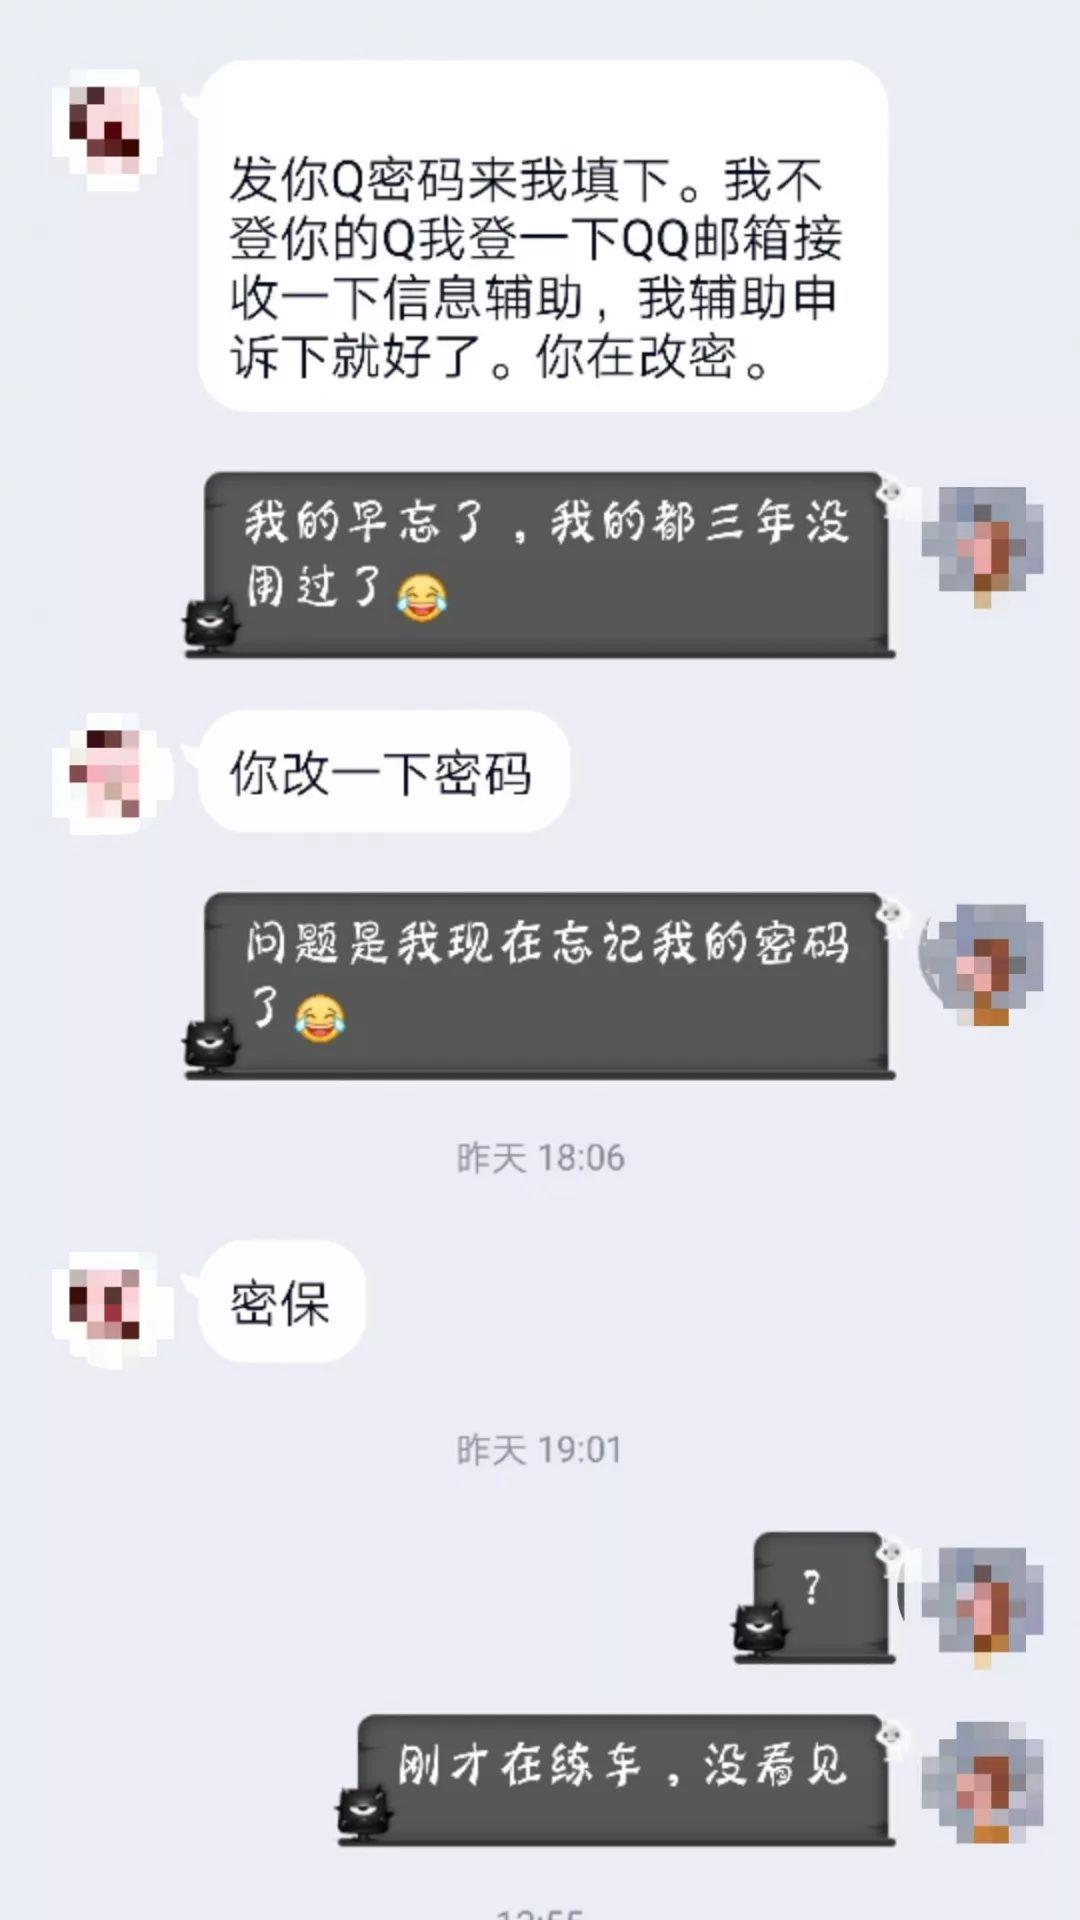 发你Q密码来我填下。我不
登你的Q我登一下QQ邮箱接
收一下信息辅助，我辅助申
诉下就好了。你在改密。
我的早忘了，我的都三年没
用过了😂
你改一下密码
问题是我现在忘记我的密码
了😂
昨天 18:06
密保
昨天 19:01
?
刚才在练车，没看见